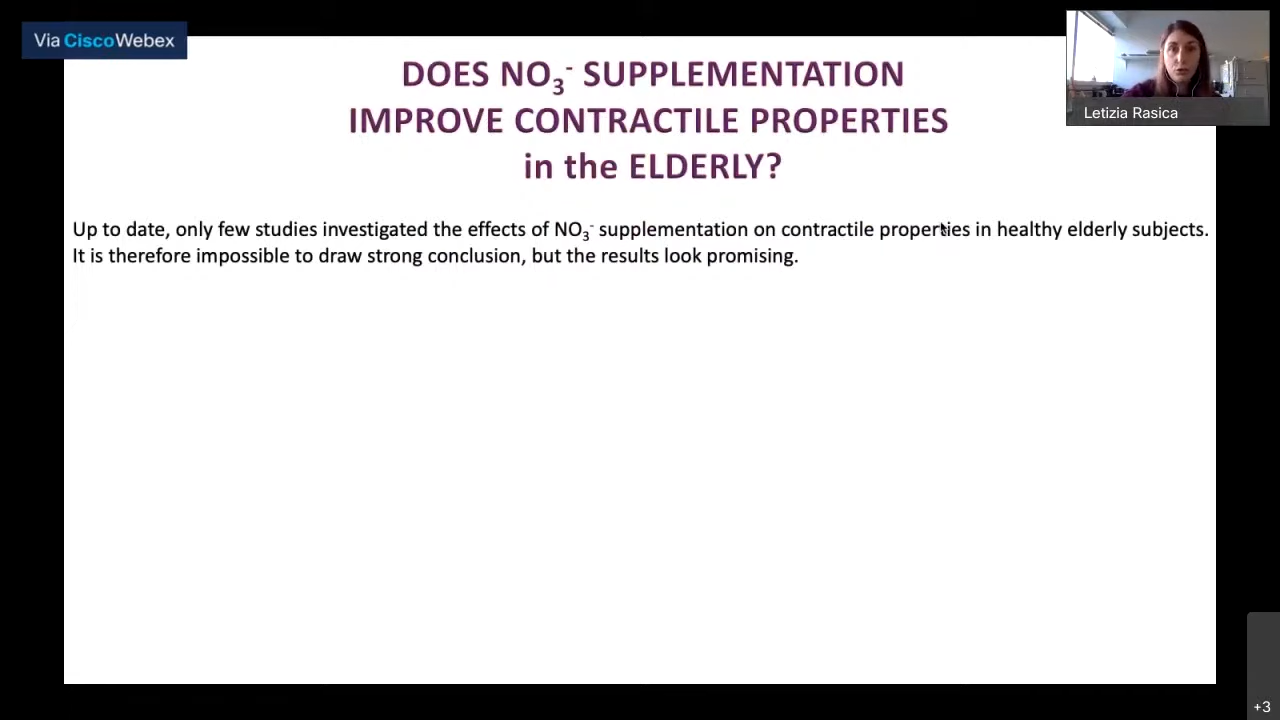 Via CiscoWebex
Letizia Rasica
DOES NO₃⁻ SUPPLEMENTATION
IMPROVE CONTRACTILE PROPERTIES
in the ELDERLY?
Up to date, only few studies investigated the effects of NO₃⁻ supplementation on contractile properties in healthy elderly subjects.
It is therefore impossible to draw strong conclusion, but the results look promising.
+3